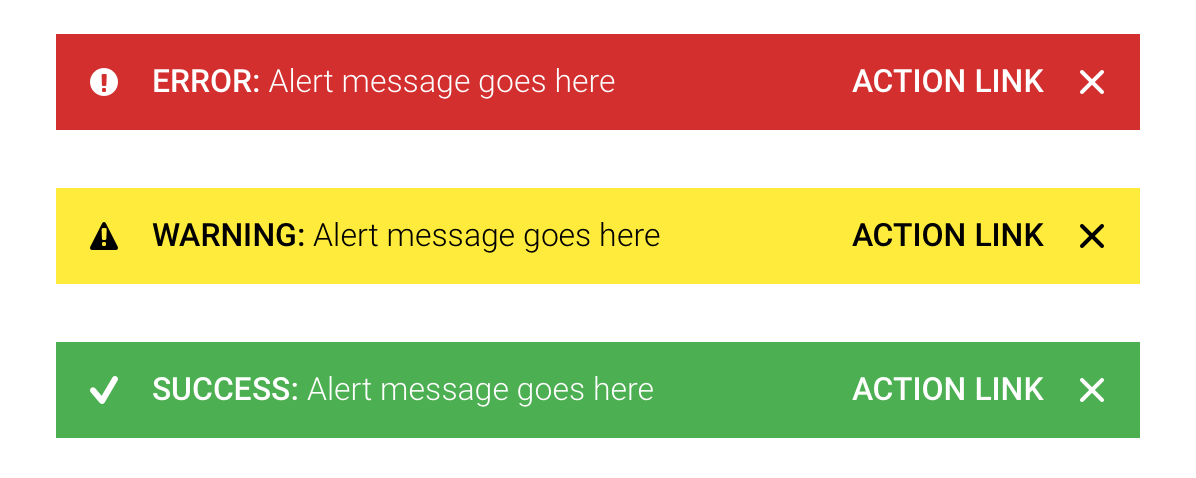 ERROR: Alert message goes here ACTION LINK
WARNING: Alert message goes here ACTION LINK
SUCCESS: Alert message goes here ACTION LINK